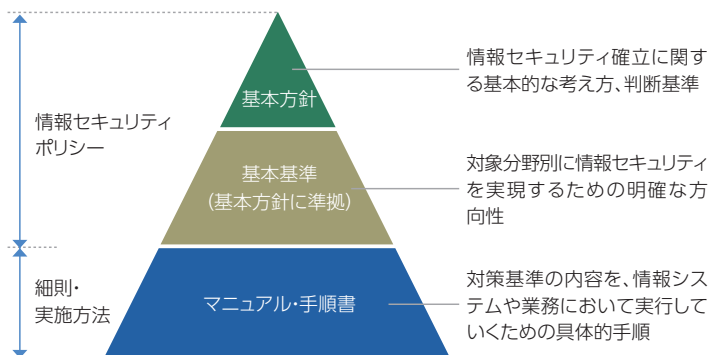 基本方針
情報セキュリティ確立に関す
る基本的な考え方、判断基準
情報セキュリティ
ポリシー
基本基準
(基本方針に準拠)
対象分野別に情報セキュリティ
を実現するための明確な方
向性
細則・
実施方法
マニュアル・手順書
対策基準の内容を、情報シス
テムや業務において実行して
いくための具体的手順